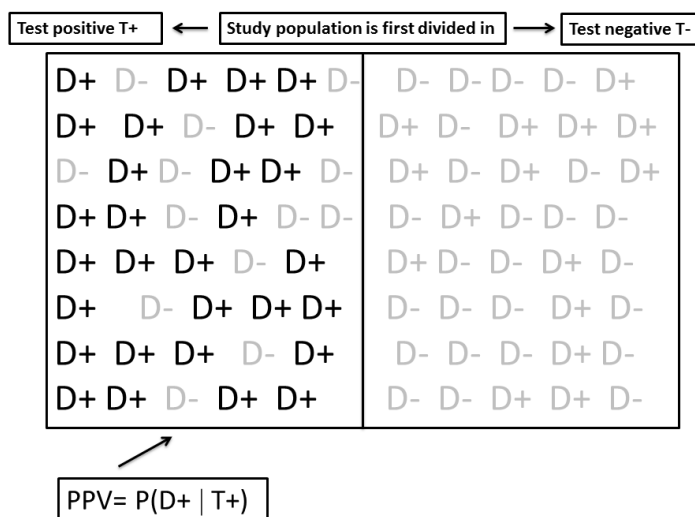 Test positive T+ Study population is first divided in Test negative T-
D+ D- D+ D+ D+ D- D- D- D- D- D+
D+ D+ D- D+ D+ D+ D- D+ D+ D+
D- D+ D- D+ D+ D- D+ D- D+ D- D+
D+ D+ D- D+ D- D- D- D+ D- D- D-
D+ D+ D+ D- D+ D+ D- D- D+ D-
D+ D- D+ D+ D+ D- D- D- D+ D-
D+ D+ D+ D- D+ D- D- D- D+ D-
D+ D+ D- D+ D+ D- D- D+ D+ D-
PPV= P(D+ | T+)